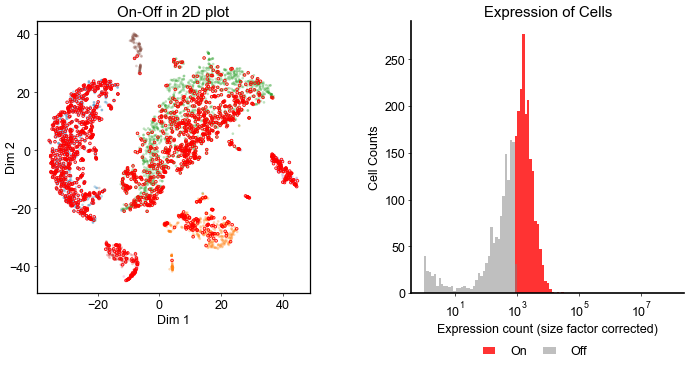 On-Off in 2D plot
Dim 2
40
20
0
−20
−40
−20
0
20
40
Dim 1
Expression of Cells
Cell Counts
250
200
150
100
50
0
10^1
10^3
10^5
10^7
Expression count (size factor corrected)
On
Off